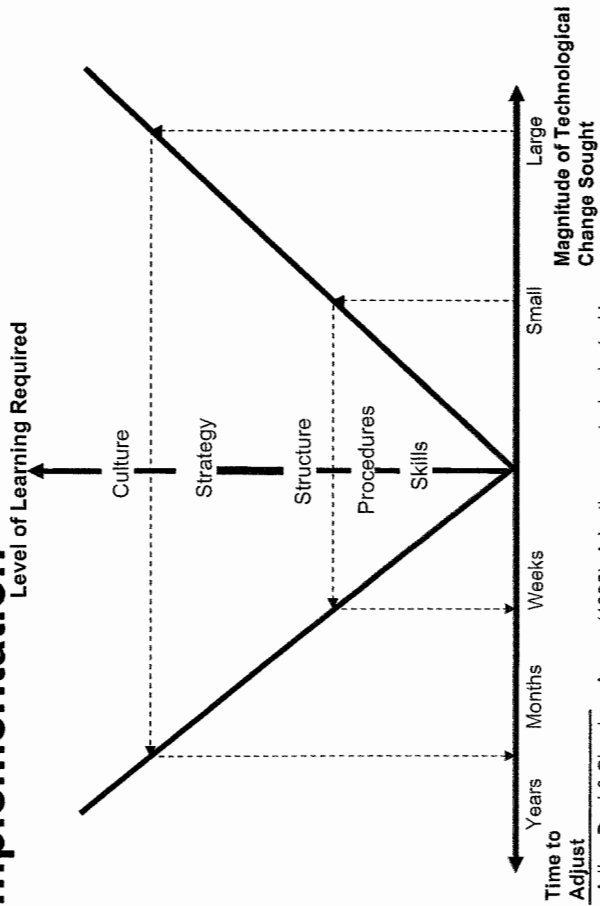 Level of Learning Required
Culture
Strategy
Structure
Procedures
Skills
Years
Months
Weeks
Small
Large
Time to
Adjust
Magnitude of Technological
Change Sought